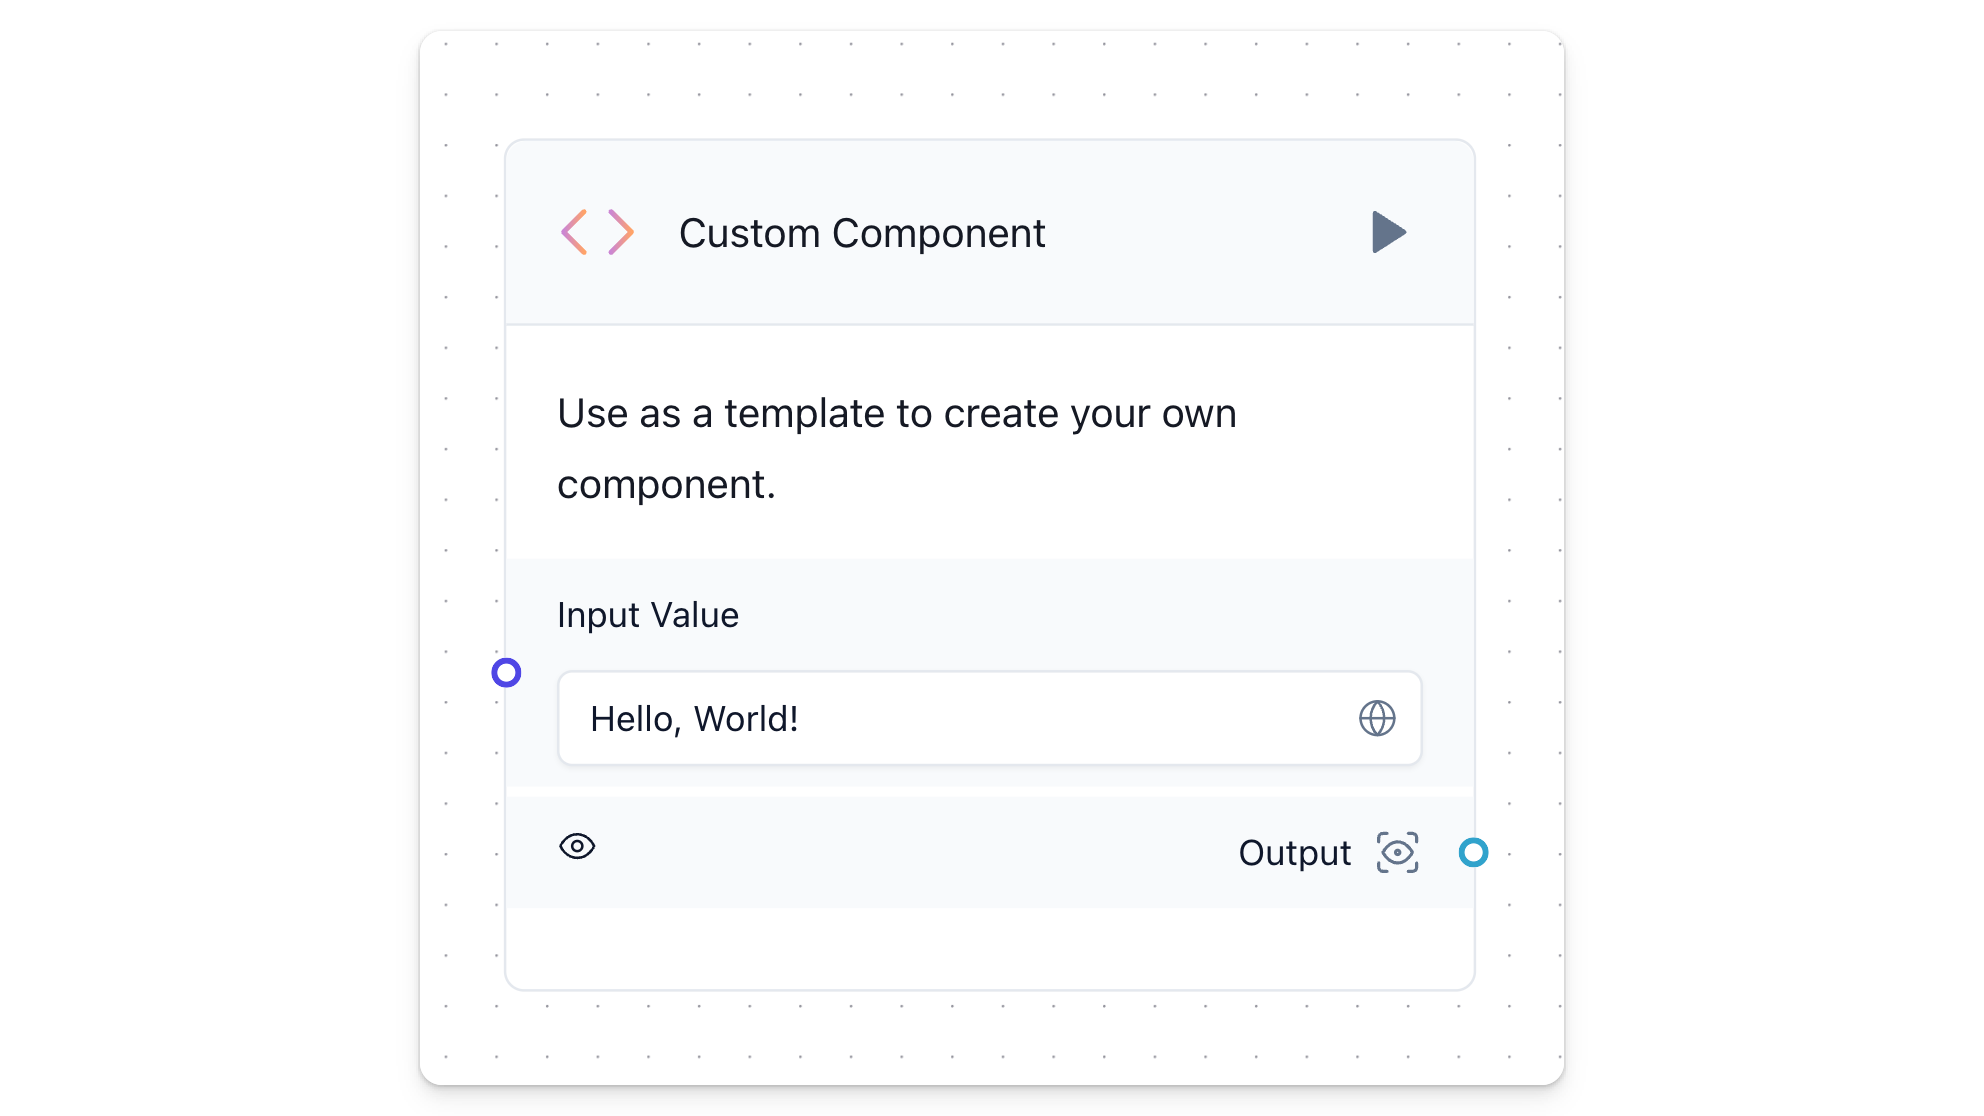 Custom Component
Use as a template to create your own
component.
Input Value
Hello, World!
Output